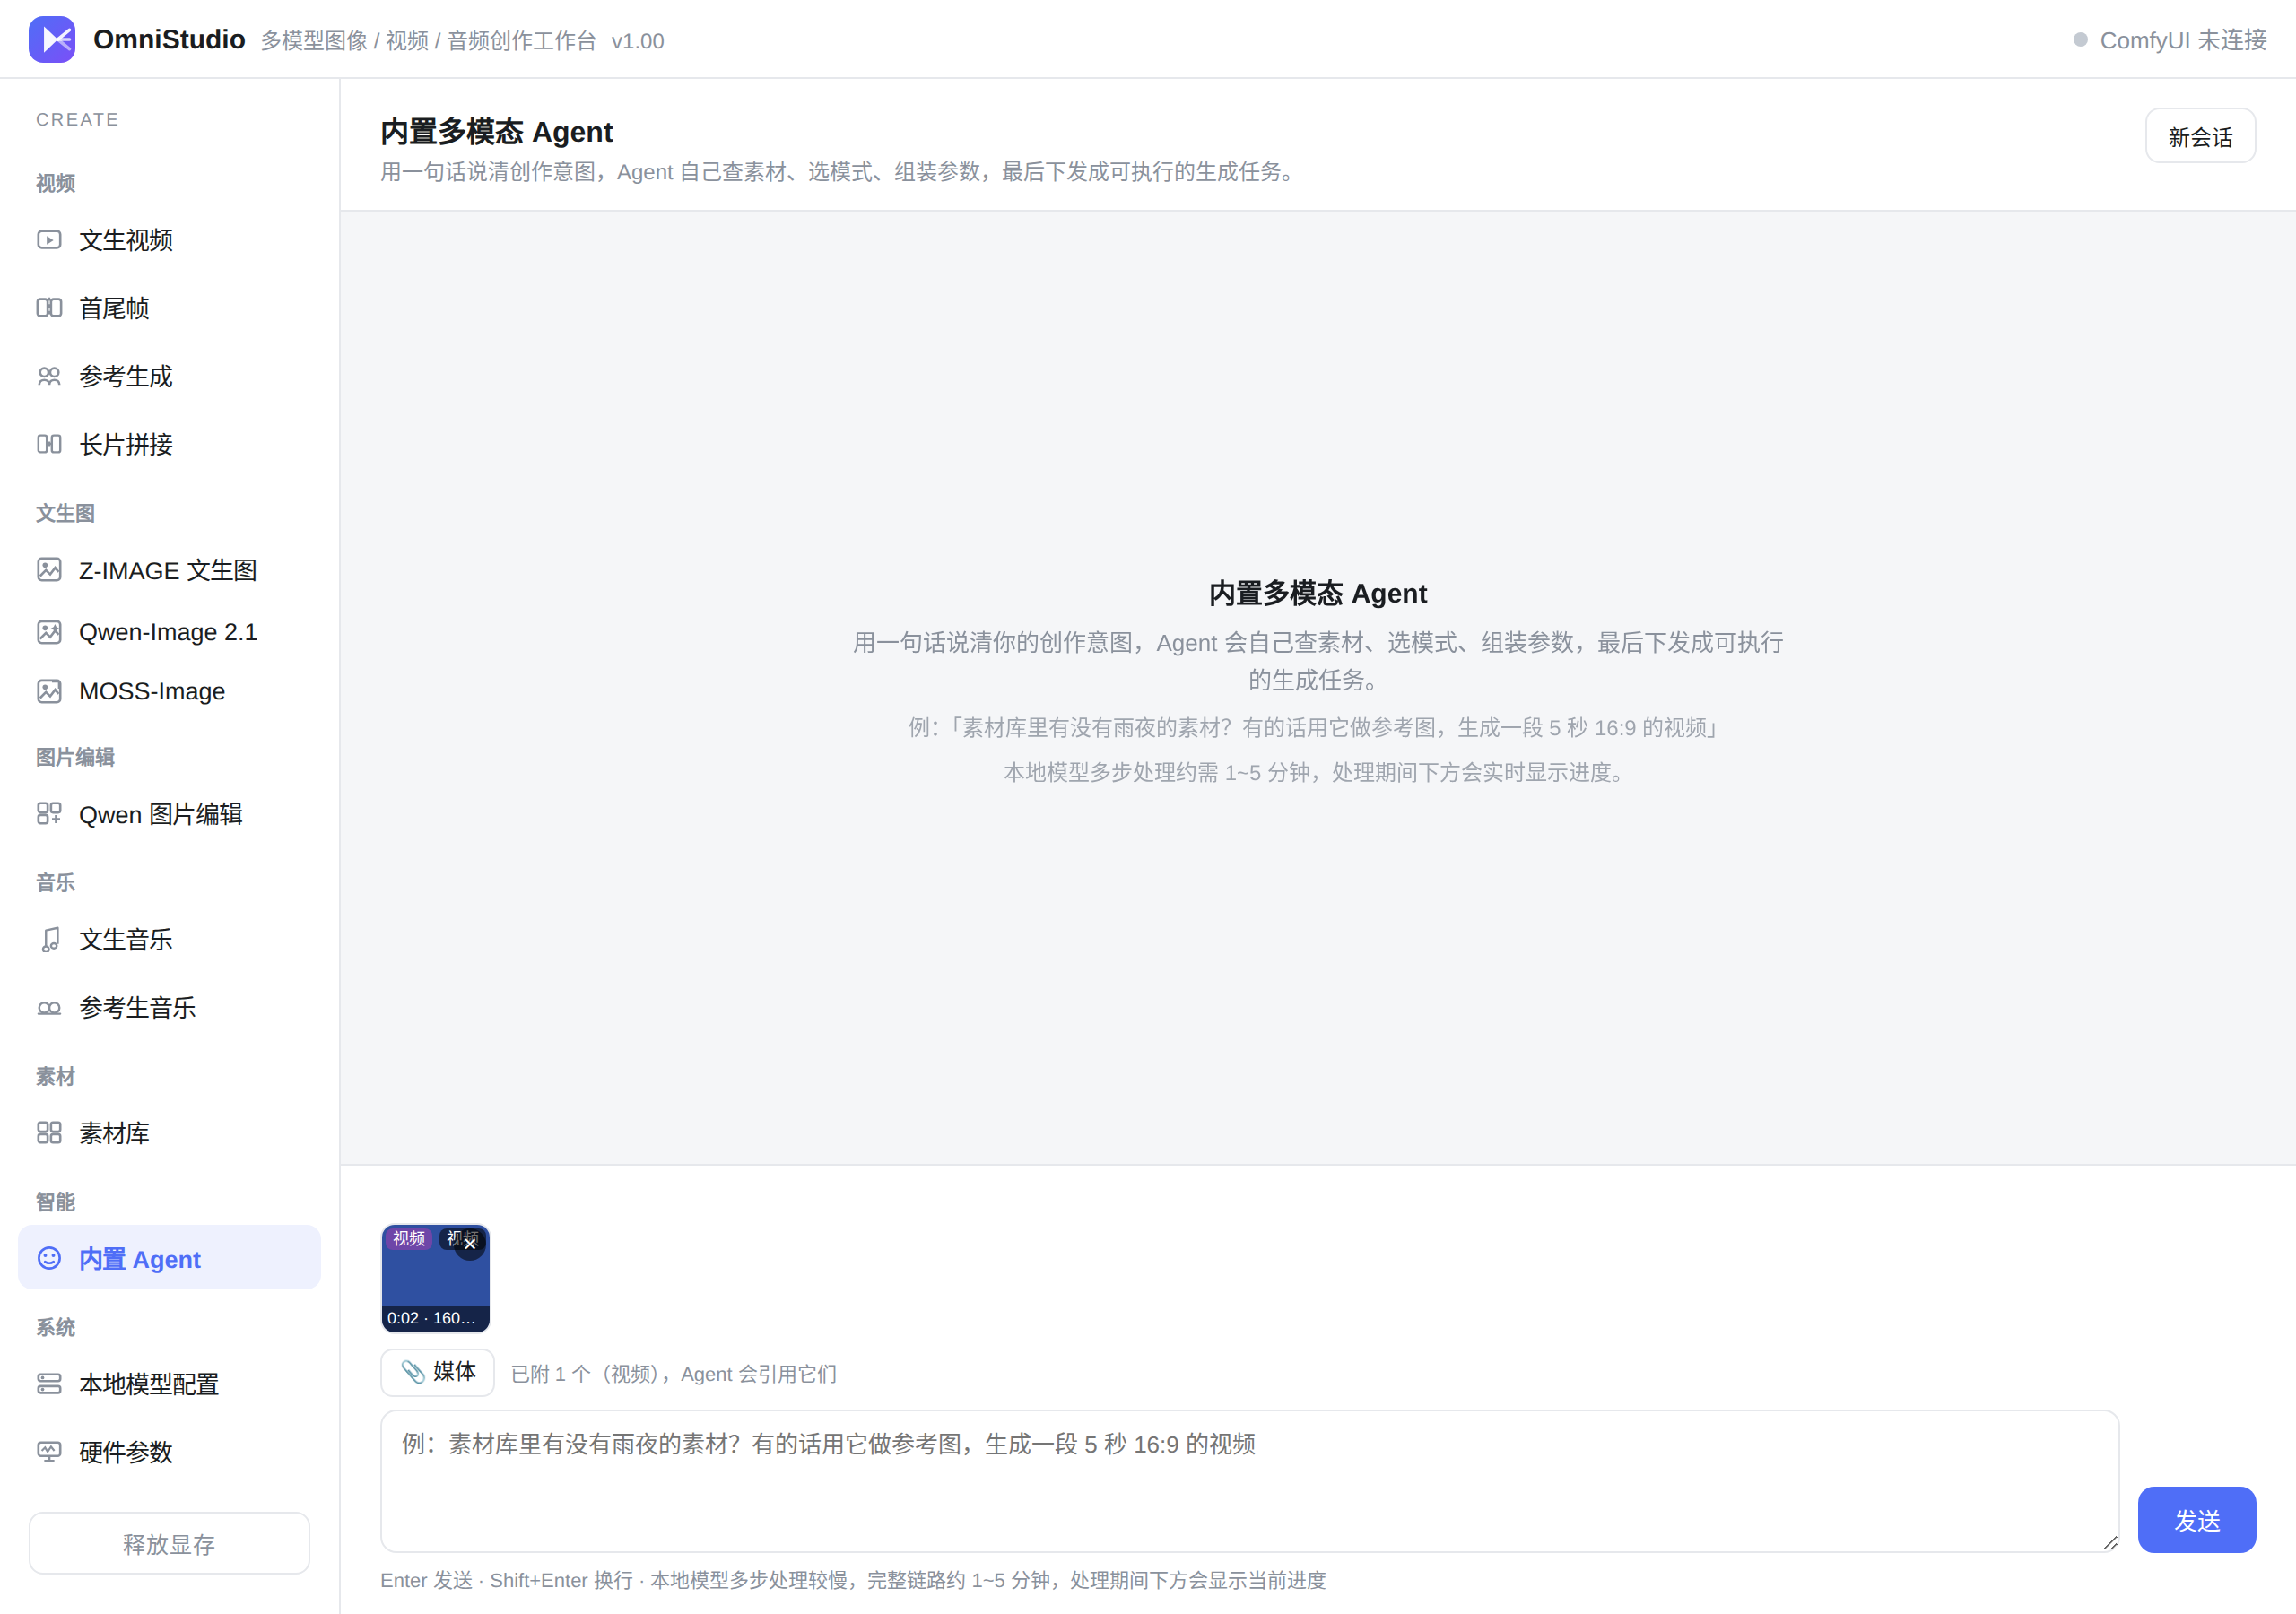 OmniStudio 多模型图像 / 视频 / 音频创作工作台 v1.00
ComfyUI 未连接
CREATE
视频
文生视频
首尾帧
参考生成
长片拼接
文生图
Z-IMAGE 文生图
Qwen-Image 2.1
MOSS-Image
图片编辑
Qwen 图片编辑
音乐
文生音乐
参考生音乐
素材
素材库
智能
内置 Agent
系统
本地模型配置
硬件参数
释放显存
内置多模态 Agent
用一句话说清创作意图，Agent 自己查素材、选模式、组装参数，最后下发成可执行的生成任务。
新会话
内置多模态 Agent
用一句话说清你的创作意图，Agent 会自己查素材、选模式、组装参数，最后下发成可执行
的生成任务。
例：「素材库里有没有雨夜的素材？有的话用它做参考图，生成一段 5 秒 16:9 的视频」
本地模型多步处理约需 1~5 分钟，处理期间下方会实时显示进度。
视频 视频
0:02 · 160…
📎 媒体 已附 1 个（视频），Agent 会引用它们
例：素材库里有没有雨夜的素材？有的话用它做参考图，生成一段 5 秒 16:9 的视频
发送
Enter 发送 · Shift+Enter 换行 · 本地模型多步处理较慢，完整链路约 1~5 分钟，处理期间下方会显示当前进度